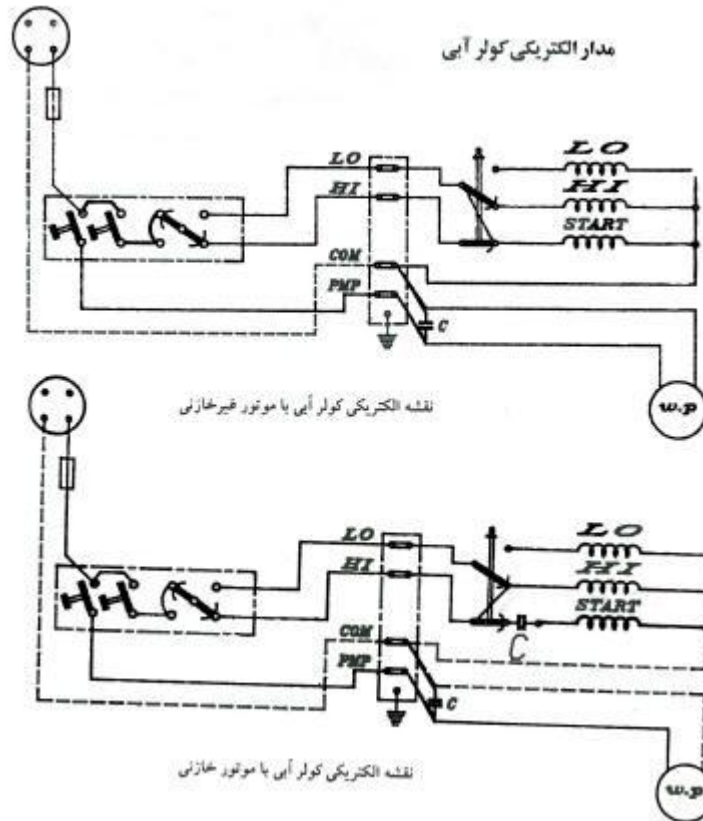 مدار الکتریکی کولر آبی
LO
HI
START
LO
HI
COM
PMP
C
w.p
نقشه الکتریکی کولر آبی با موتور غیرخازنی
LO
HI
START
C
LO
HI
COM
PMP
C
w.p
نقشه الکتریکی کولر آبی با موتور خازنی